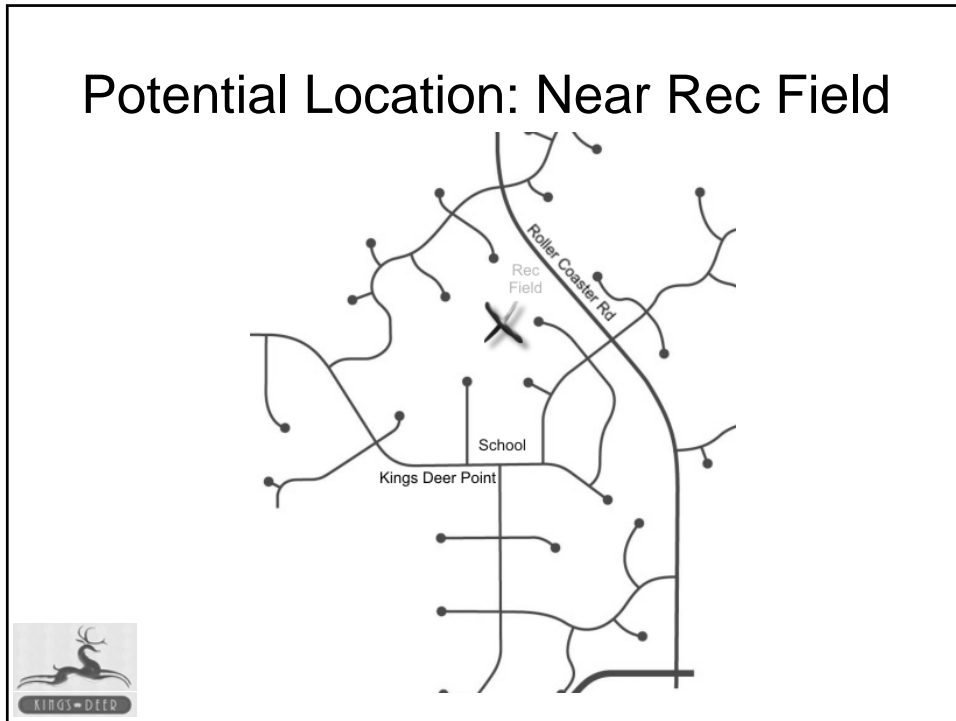 Potential Location: Near Rec Field
Roller Coaster Rd
Rec
Field
School
Kings Deer Point
KINGS DEER